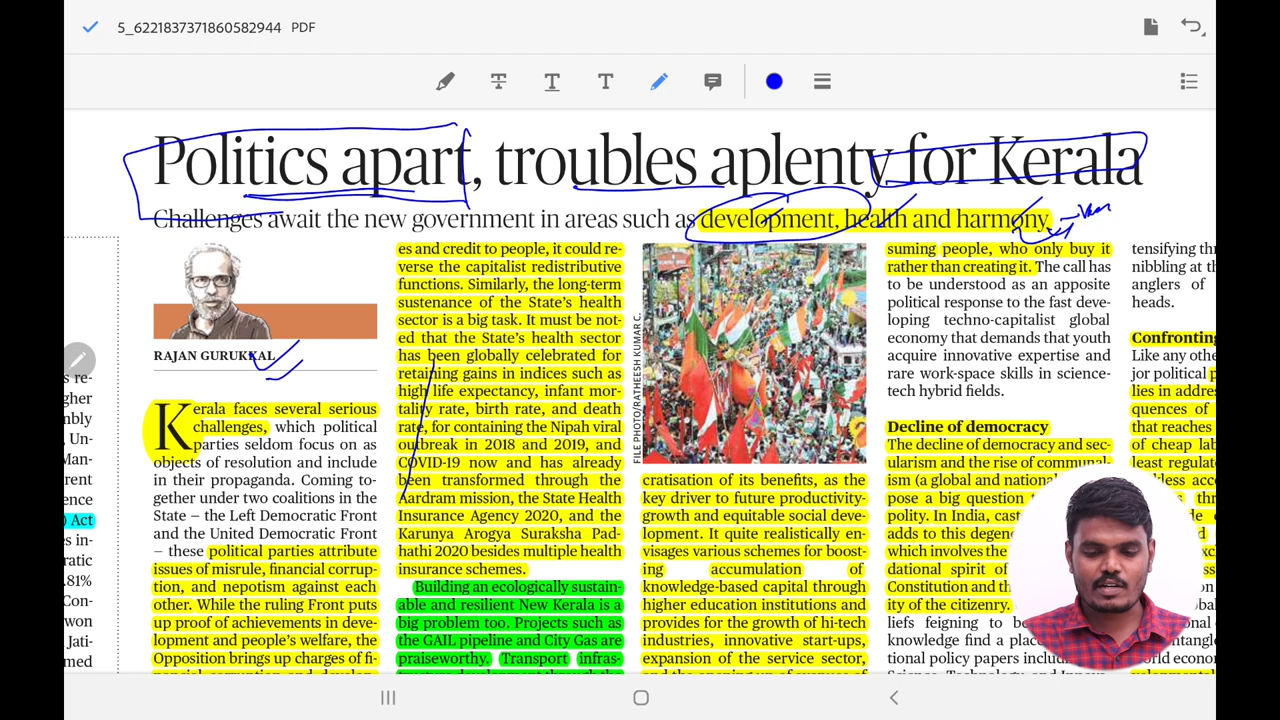 5_6221837371860582944 PDF
Politics apart, troubles aplenty for Kerala
Challenges await the new government in areas such as development, health and harmony
RAJAN GURUKKAL
Kerala faces several serious
challenges, which political
parties seldom focus on as
objects of resolution and include
in their propaganda. Coming to-
gether under two coalitions in the
State – the Left Democratic Front
and the United Democratic Front
– these political parties attribute
issues of misrule, financial corrup-
tion, and nepotism against each
other. While the ruling Front puts
up proof of achievements in deve-
lopment and people's welfare, the
Opposition brings up charges of fi-
es and credit to people, it could re-
verse the capitalist redistributive
functions. Similarly, the long-term
sustenance of the State's health
sector is a big task. It must be not-
ed that the State's health sector
has been globally celebrated for
retaining gains in indices such as
high life expectancy, infant mor-
tality rate, birth rate, and death
rate, for containing the Nipah viral
outbreak in 2018 and 2019, and
COVID-19 now and has already
been transformed through the
Aardram mission, the State Health
Insurance Agency 2020, and the
Karunya Arogya Suraksha Pad-
hathi 2020 besides multiple health
insurance schemes.
Building an ecologically sustain-
able and resilient New Kerala is a
big problem too. Projects such as
the GAIL pipeline and City Gas are
praiseworthy. Transport infras-
FILE PHOTO/RATHEESH KUMAR C.
cratisation of its benefits, as the
key driver to future productivity-
growth and equitable social deve-
lopment. It quite realistically en-
visages various schemes for boost-
ing accumulation of
knowledge-based capital through
higher education institutions and
provides for the growth of hi-tech
industries, innovative start-ups,
expansion of the service sector,
suming people, who only buy it
rather than creating it. The call has
to be understood as an apposite
political response to the fast deve-
loping techno-capitalist global
economy that demands that youth
acquire innovative expertise and
rare work-space skills in science-
tech hybrid fields.
Decline of democracy
The decline of democracy and sec-
ularism and the rise of communal-
ism (a global and national
pose a big question
polity. In India, cast
adds to this degene
which involves the
dational spirit of
Constitution and th
ity of the citizenry.
liefs feigning to b
knowledge find a pla
tional policy papers includ
tensifying thr
nibbling at th
anglers of
heads.
Confronting
Like any othe
jor political p
lies in addres
quences of
that reaches
of cheap lab
least regulat